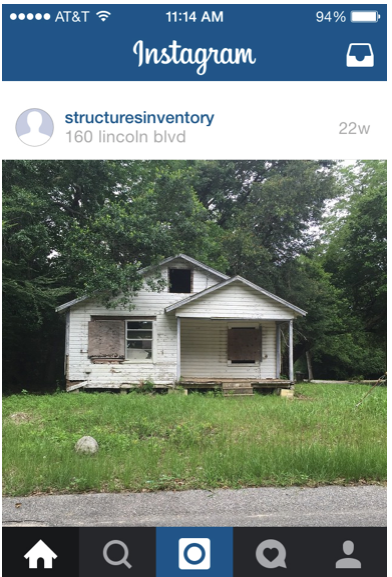 AT&T 11:14 AM 94%
Instagram
structuresinventory 22w
160 lincoln blvd